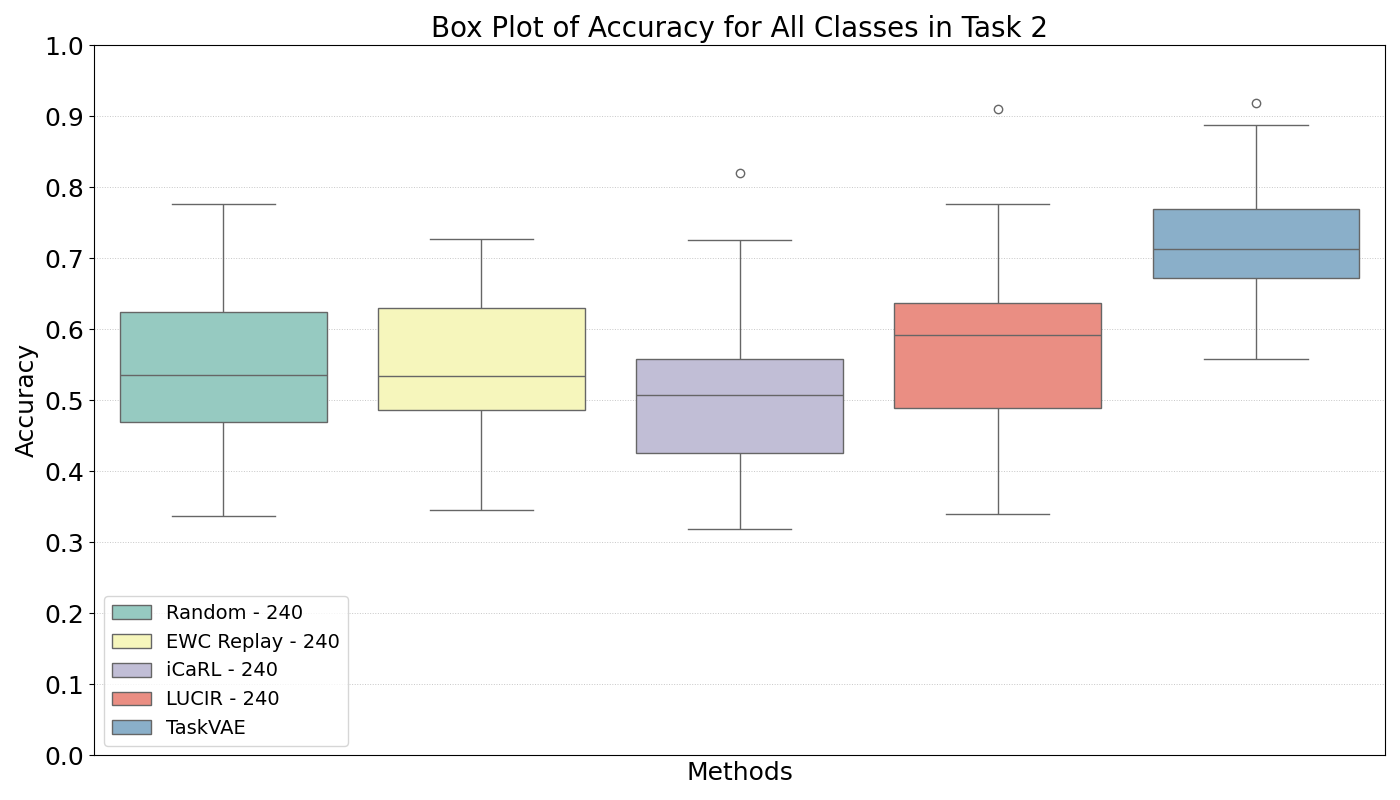 Box Plot of Accuracy for All Classes in Task 2
1.0
0.9
0.8
0.7
0.6
0.5
0.4
0.3
0.2
0.1
0.0
Accuracy
Random - 240
EWC Replay - 240
iCaRL - 240
LUCIR - 240
TaskVAE
Methods